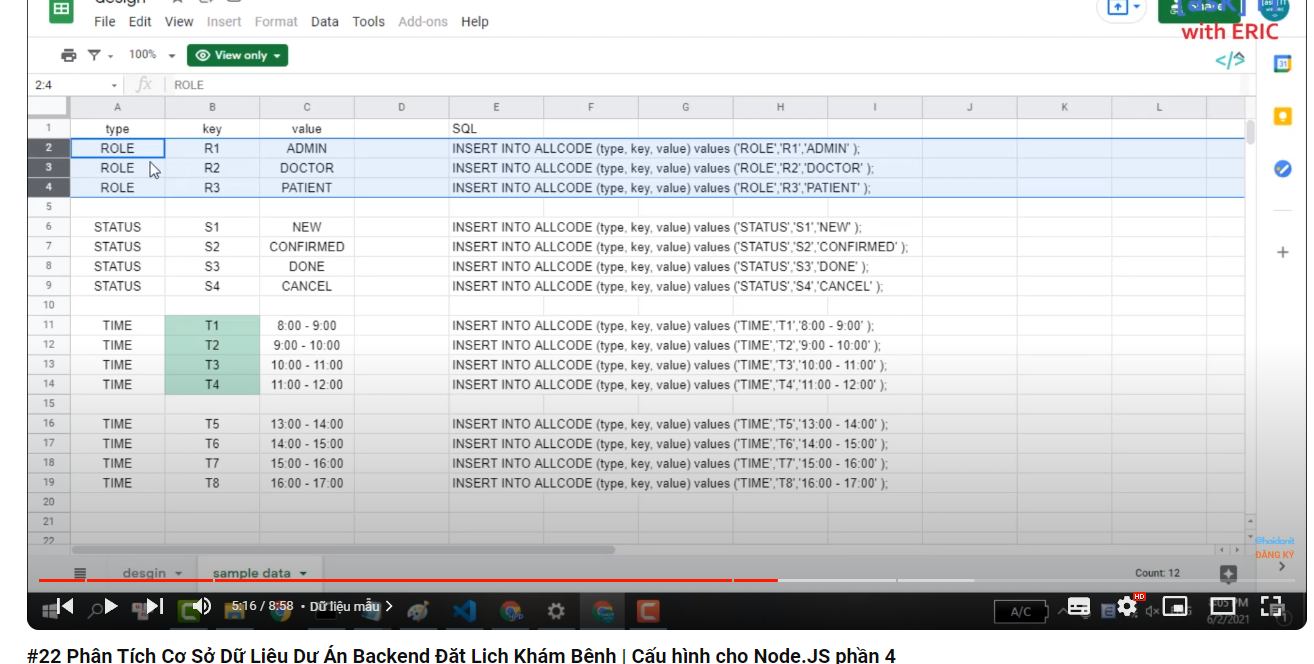 File Edit View Insert Format Data Tools Add-ons Help
with ERIC
100% View only
</>
2:4 fx ROLE
A B C D E F G H I J K L
1 type key value SQL
2 ROLE R1 ADMIN INSERT INTO ALLCODE (type, key, value) values ('ROLE','R1','ADMIN' );
3 ROLE R2 DOCTOR INSERT INTO ALLCODE (type, key, value) values ('ROLE','R2','DOCTOR' );
4 ROLE R3 PATIENT INSERT INTO ALLCODE (type, key, value) values ('ROLE','R3','PATIENT' );
5
6 STATUS S1 NEW INSERT INTO ALLCODE (type, key, value) values ('STATUS','S1','NEW' );
7 STATUS S2 CONFIRMED INSERT INTO ALLCODE (type, key, value) values ('STATUS','S2','CONFIRMED' );
8 STATUS S3 DONE INSERT INTO ALLCODE (type, key, value) values ('STATUS','S3','DONE' );
9 STATUS S4 CANCEL INSERT INTO ALLCODE (type, key, value) values ('STATUS','S4','CANCEL' );
10
11 TIME T1 8:00 - 9:00 INSERT INTO ALLCODE (type, key, value) values ('TIME','T1','8:00 - 9:00' );
12 TIME T2 9:00 - 10:00 INSERT INTO ALLCODE (type, key, value) values ('TIME','T2','9:00 - 10:00' );
13 TIME T3 10:00 - 11:00 INSERT INTO ALLCODE (type, key, value) values ('TIME','T3','10:00 - 11:00' );
14 TIME T4 11:00 - 12:00 INSERT INTO ALLCODE (type, key, value) values ('TIME','T4','11:00 - 12:00' );
15
16 TIME T5 13:00 - 14:00 INSERT INTO ALLCODE (type, key, value) values ('TIME','T5','13:00 - 14:00' );
17 TIME T6 14:00 - 15:00 INSERT INTO ALLCODE (type, key, value) values ('TIME','T6','14:00 - 15:00' );
18 TIME T7 15:00 - 16:00 INSERT INTO ALLCODE (type, key, value) values ('TIME','T7','15:00 - 16:00' );
19 TIME T8 16:00 - 17:00 INSERT INTO ALLCODE (type, key, value) values ('TIME','T8','16:00 - 17:00' );
20
21
22
@haidanit
ĐĂNG KÝ
desgin sample data Count: 12
5:16 / 8:58 • Dữ liệu mẫu A/C HD
6/2/2021
#22 Phân Tích Cơ Sở Dữ Liệu Dự Án Backend Đặt Lịch Khám Bệnh | Cấu hình cho Node.JS phần 4